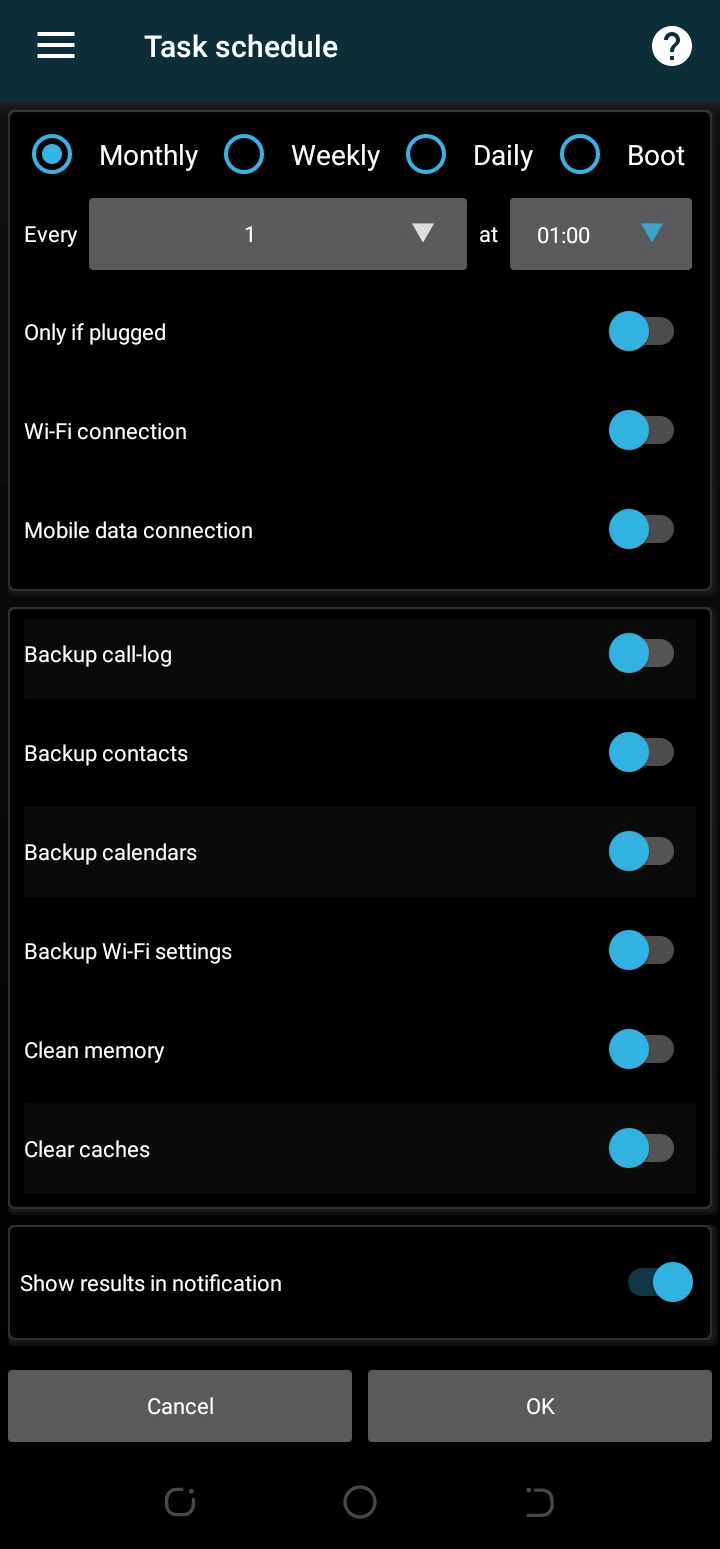 Task schedule
Monthly Weekly Daily Boot
Every 1 at 01:00
Only if plugged
Wi-Fi connection
Mobile data connection
Backup call-log
Backup contacts
Backup calendars
Backup Wi-Fi settings
Clean memory
Clear caches
Show results in notification
Cancel OK